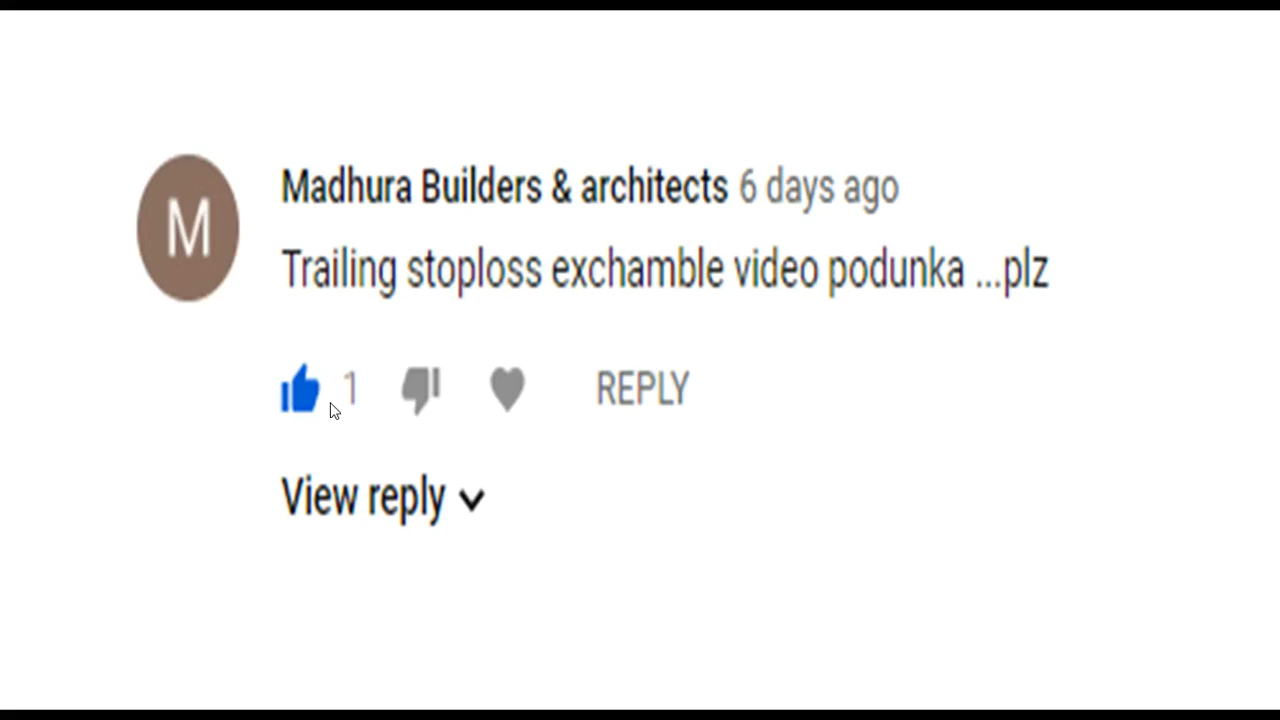 M
Madhura Builders & architects 6 days ago
Trailing stoploss exchamble video podunka ...plz
1 REPLY
View reply